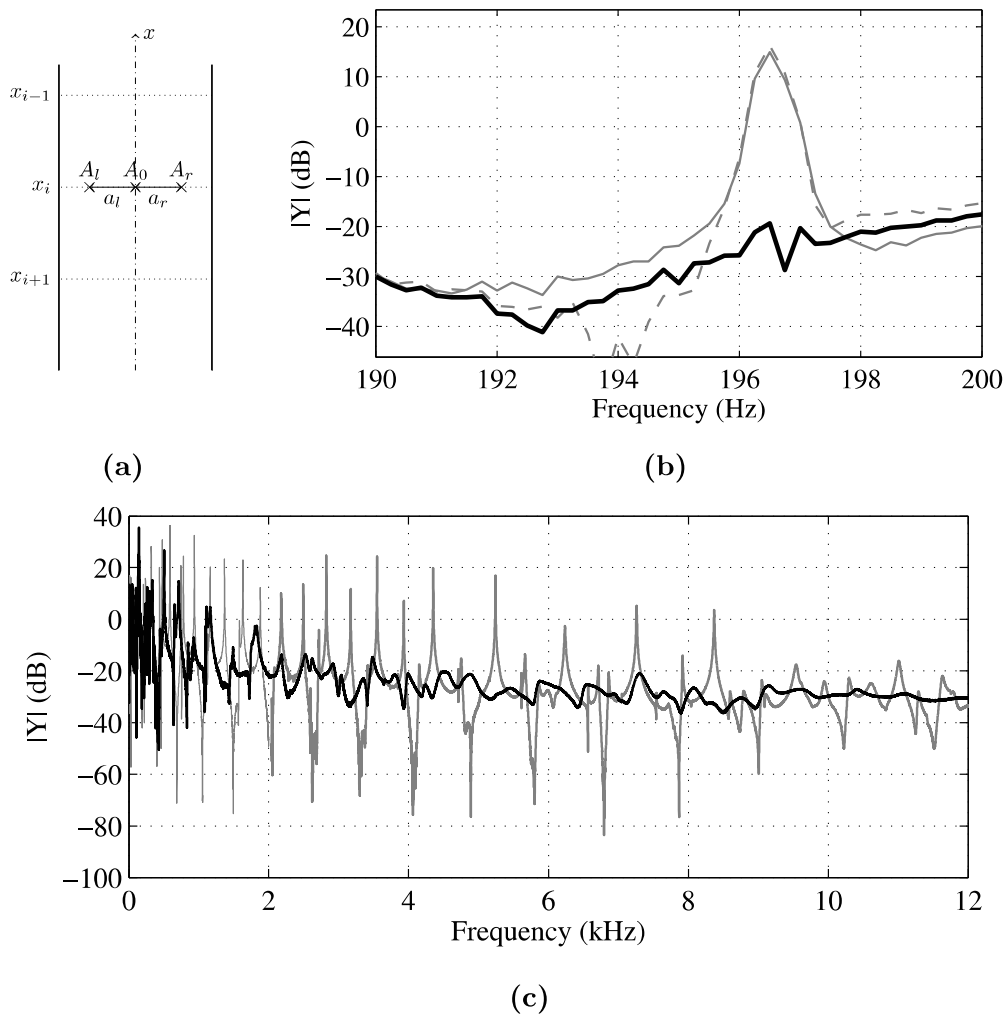 x
x_{i−1}
A_l A_0 A_r
x_i
a_l a_r
x_{i+1}
(a)
|Y| (dB)
20
10
0
−10
−20
−30
−40
190 192 194 196 198 200
Frequency (Hz)
(b)
|Y| (dB)
40
20
0
−20
−40
−60
−80
−100
0 2 4 6 8 10 12
Frequency (kHz)
(c)